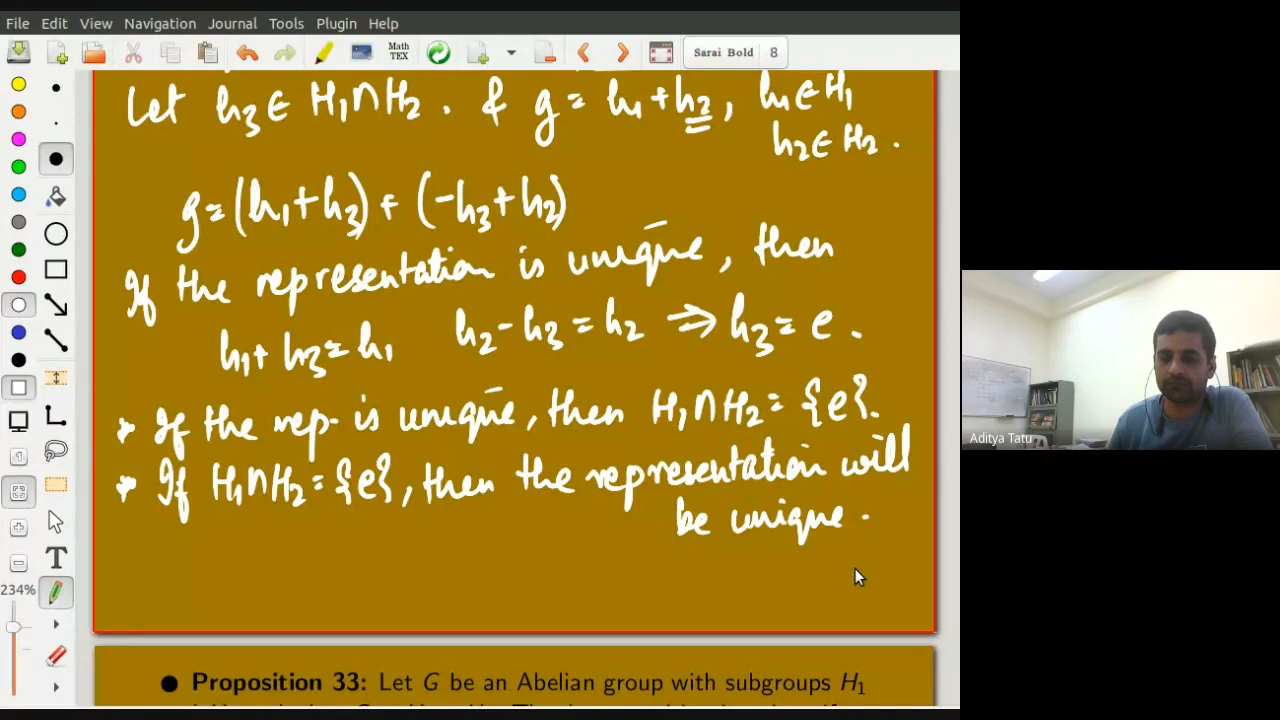 File Edit View Navigation Journal Tools Plugin Help
Math TEX Sarai Bold 8
Let h₃ ∈ H₁∩H₂. & g = h₁+h₂, h₁∈H₁
h₂∈H₂.
g = (h₁+h₃) + (-h₃+h₂)
If the representation is unique, then
h₁+h₃=h₁ h₂-h₃=h₂ ⇒ h₃=e.
* If the rep. is unique, then H₁∩H₂={e}.
* If H₁∩H₂={e}, then the representation will
be unique.
234%
● Proposition 33: Let G be an Abelian group with subgroups H₁
Aditya Tatu